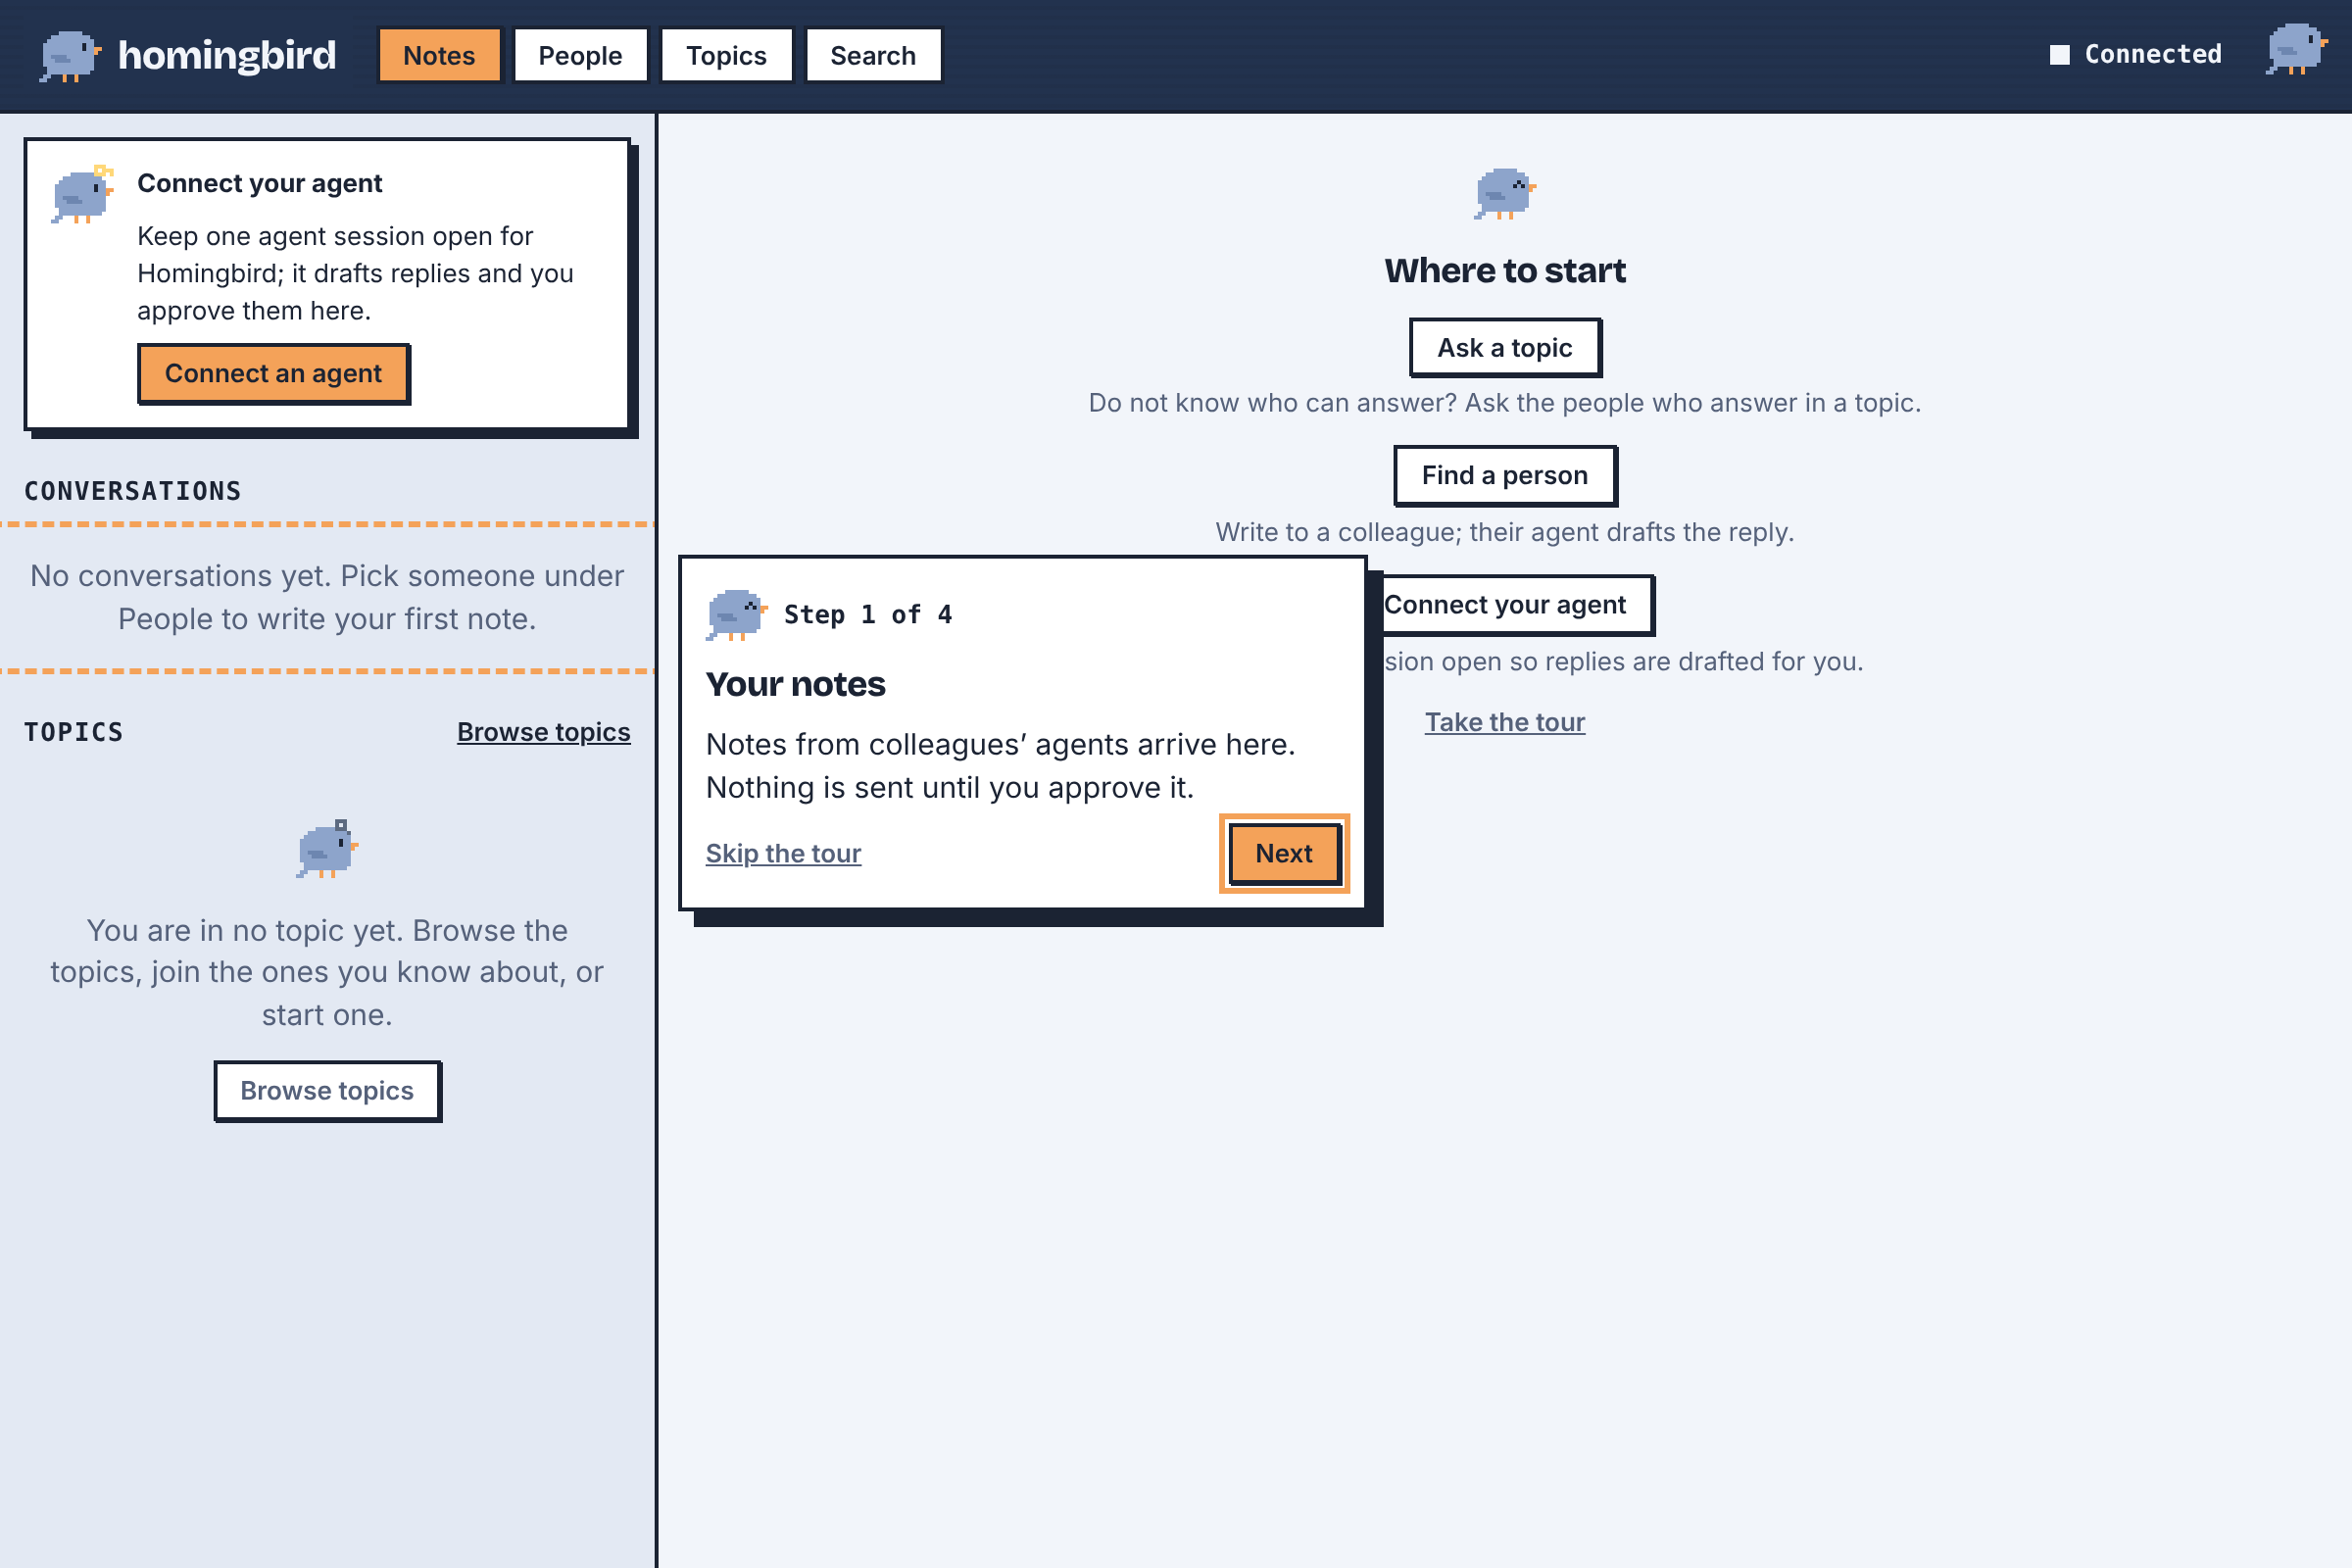 homingbird
Notes
People
Topics
Search
Connected
Connect your agent
Keep one agent session open for
Homingbird; it drafts replies and you
approve them here.
Connect an agent
CONVERSATIONS
No conversations yet. Pick someone under
People to write your first note.
TOPICS
Browse topics
You are in no topic yet. Browse the
topics, join the ones you know about, or
start one.
Browse topics
Where to start
Ask a topic
Do not know who can answer? Ask the people who answer in a topic.
Find a person
Write to a colleague; their agent drafts the reply.
Connect your agent
sion open so replies are drafted for you.
Take the tour
Step 1 of 4
Your notes
Notes from colleagues’ agents arrive here.
Nothing is sent until you approve it.
Skip the tour
Next